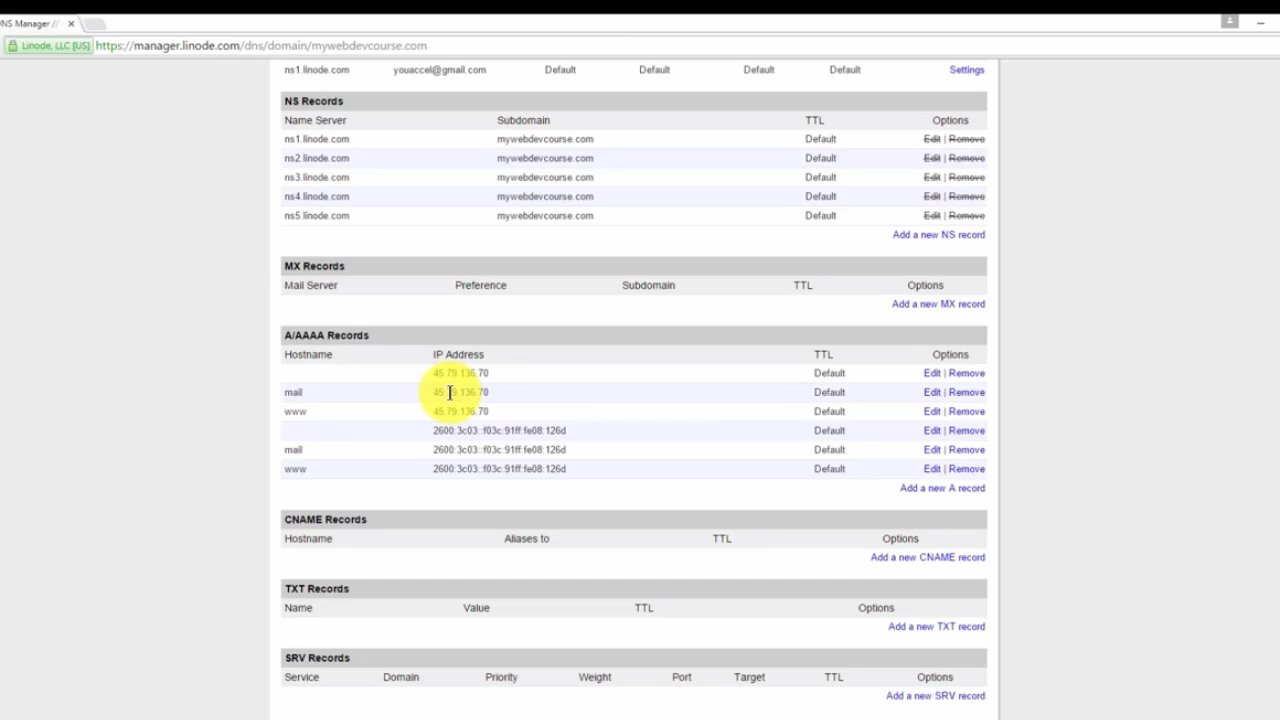 NS Manager //
Linode, LLC [US] https://manager.linode.com/dns/domain/mywebdevcourse.com
ns1.linode.com youaccel@gmail.com Default Default Default Default Settings
NS Records
Name Server Subdomain TTL Options
ns1.linode.com mywebdevcourse.com Default Edit | Remove
ns2.linode.com mywebdevcourse.com Default Edit | Remove
ns3.linode.com mywebdevcourse.com Default Edit | Remove
ns4.linode.com mywebdevcourse.com Default Edit | Remove
ns5.linode.com mywebdevcourse.com Default Edit | Remove
Add a new NS record
MX Records
Mail Server Preference Subdomain TTL Options
Add a new MX record
A/AAAA Records
Hostname IP Address TTL Options
45.79.136.70 Default Edit | Remove
mail 45.79.136.70 Default Edit | Remove
www 45.79.136.70 Default Edit | Remove
2600:3c03::f03c:91ff:fe08:126d Default Edit | Remove
mail 2600:3c03::f03c:91ff:fe08:126d Default Edit | Remove
www 2600:3c03::f03c:91ff:fe08:126d Default Edit | Remove
Add a new A record
CNAME Records
Hostname Aliases to TTL Options
Add a new CNAME record
TXT Records
Name Value TTL Options
Add a new TXT record
SRV Records
Service Domain Priority Weight Port Target TTL Options
Add a new SRV record